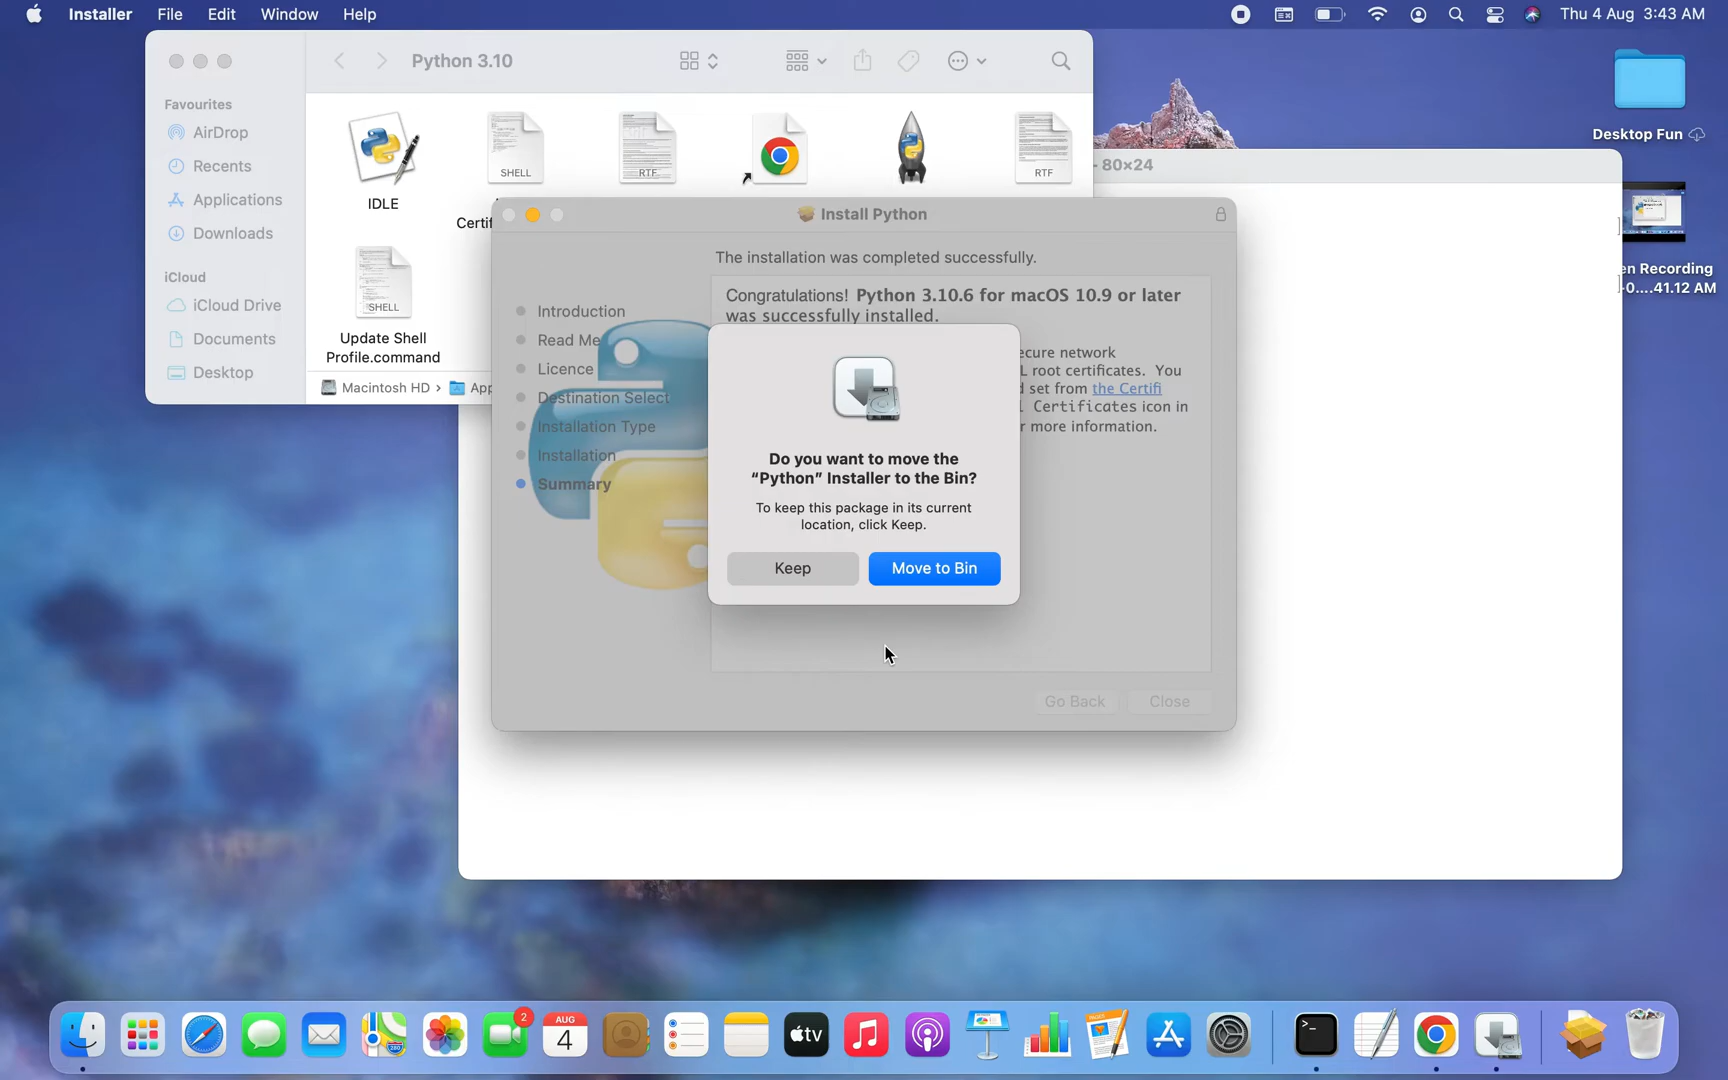 Installer File Edit Window Help
Thu 4 Aug 3:43 AM
Python 3.10
Favourites
AirDrop
Recents
Applications
Downloads
iCloud
iCloud Drive
Documents
Desktop
SHELL
RTF
RTF
IDLE
Certif
SHELL
Update Shell
Profile.command
Macintosh HD › App
- 80×24
Desktop Fun
en Recording
-0....41.12 AM
Install Python
The installation was completed successfully.
Introduction
Read Me
Licence
Destination Select
Installation Type
Installation
Summary
Congratulations! Python 3.10.6 for macOS 10.9 or later
was successfully installed.
ecure network
L root certificates. You
d set from the Certifi
l Certificates icon in
r more information.
Do you want to move the
“Python” Installer to the Bin?
To keep this package in its current
location, click Keep.
Keep Move to Bin
Go Back Close
2
AUG
4
tv
PAGES
280
>_